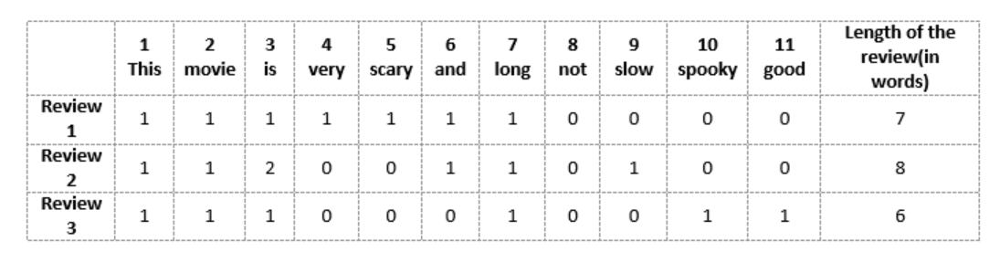 1 This 2 movie 3 is 4 very 5 scary 6 and 7 long 8 not 9 slow 10 spooky 11 good Length of the review(in words)
Review 1 1 1 1 1 1 1 1 0 0 0 0 7
Review 2 1 1 2 0 0 1 1 0 1 0 0 8
Review 3 1 1 1 0 0 0 1 0 0 1 1 6